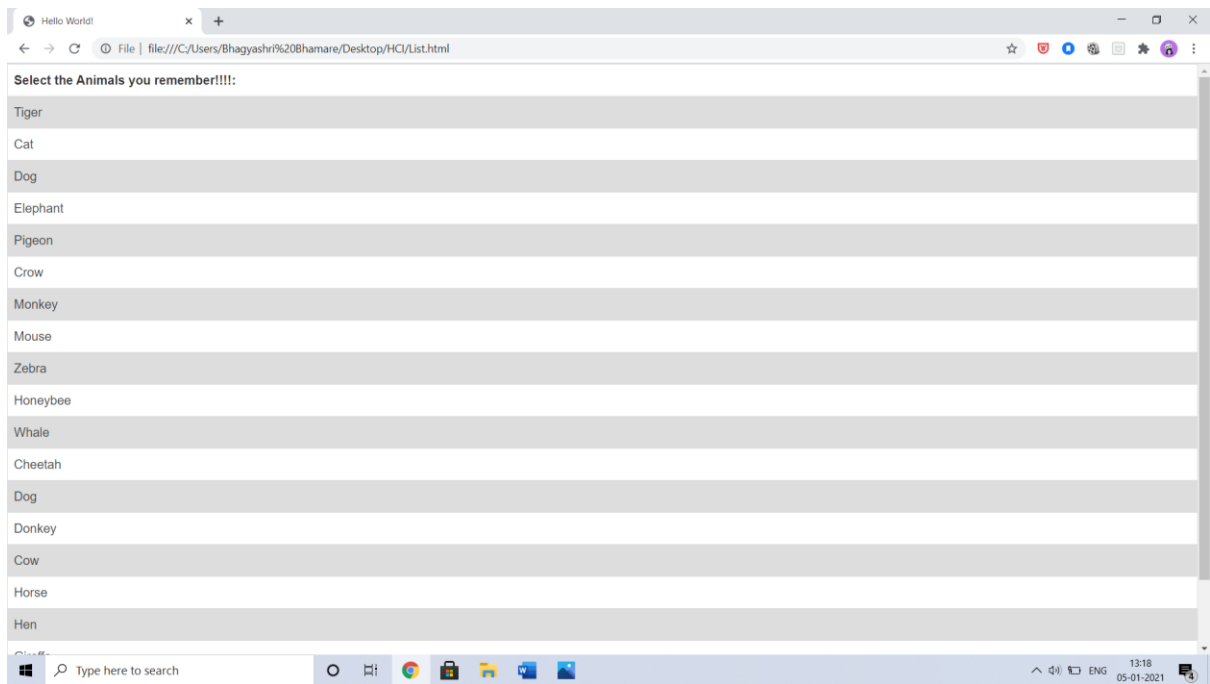 Hello World!
File | file:///C:/Users/Bhagyashri%20Bhamare/Desktop/HCI/List.html
Select the Animals you remember!!!!:
Tiger
Cat
Dog
Elephant
Pigeon
Crow
Monkey
Mouse
Zebra
Honeybee
Whale
Cheetah
Dog
Donkey
Cow
Horse
Hen
Type here to search
ENG
13:18
05-01-2021
4